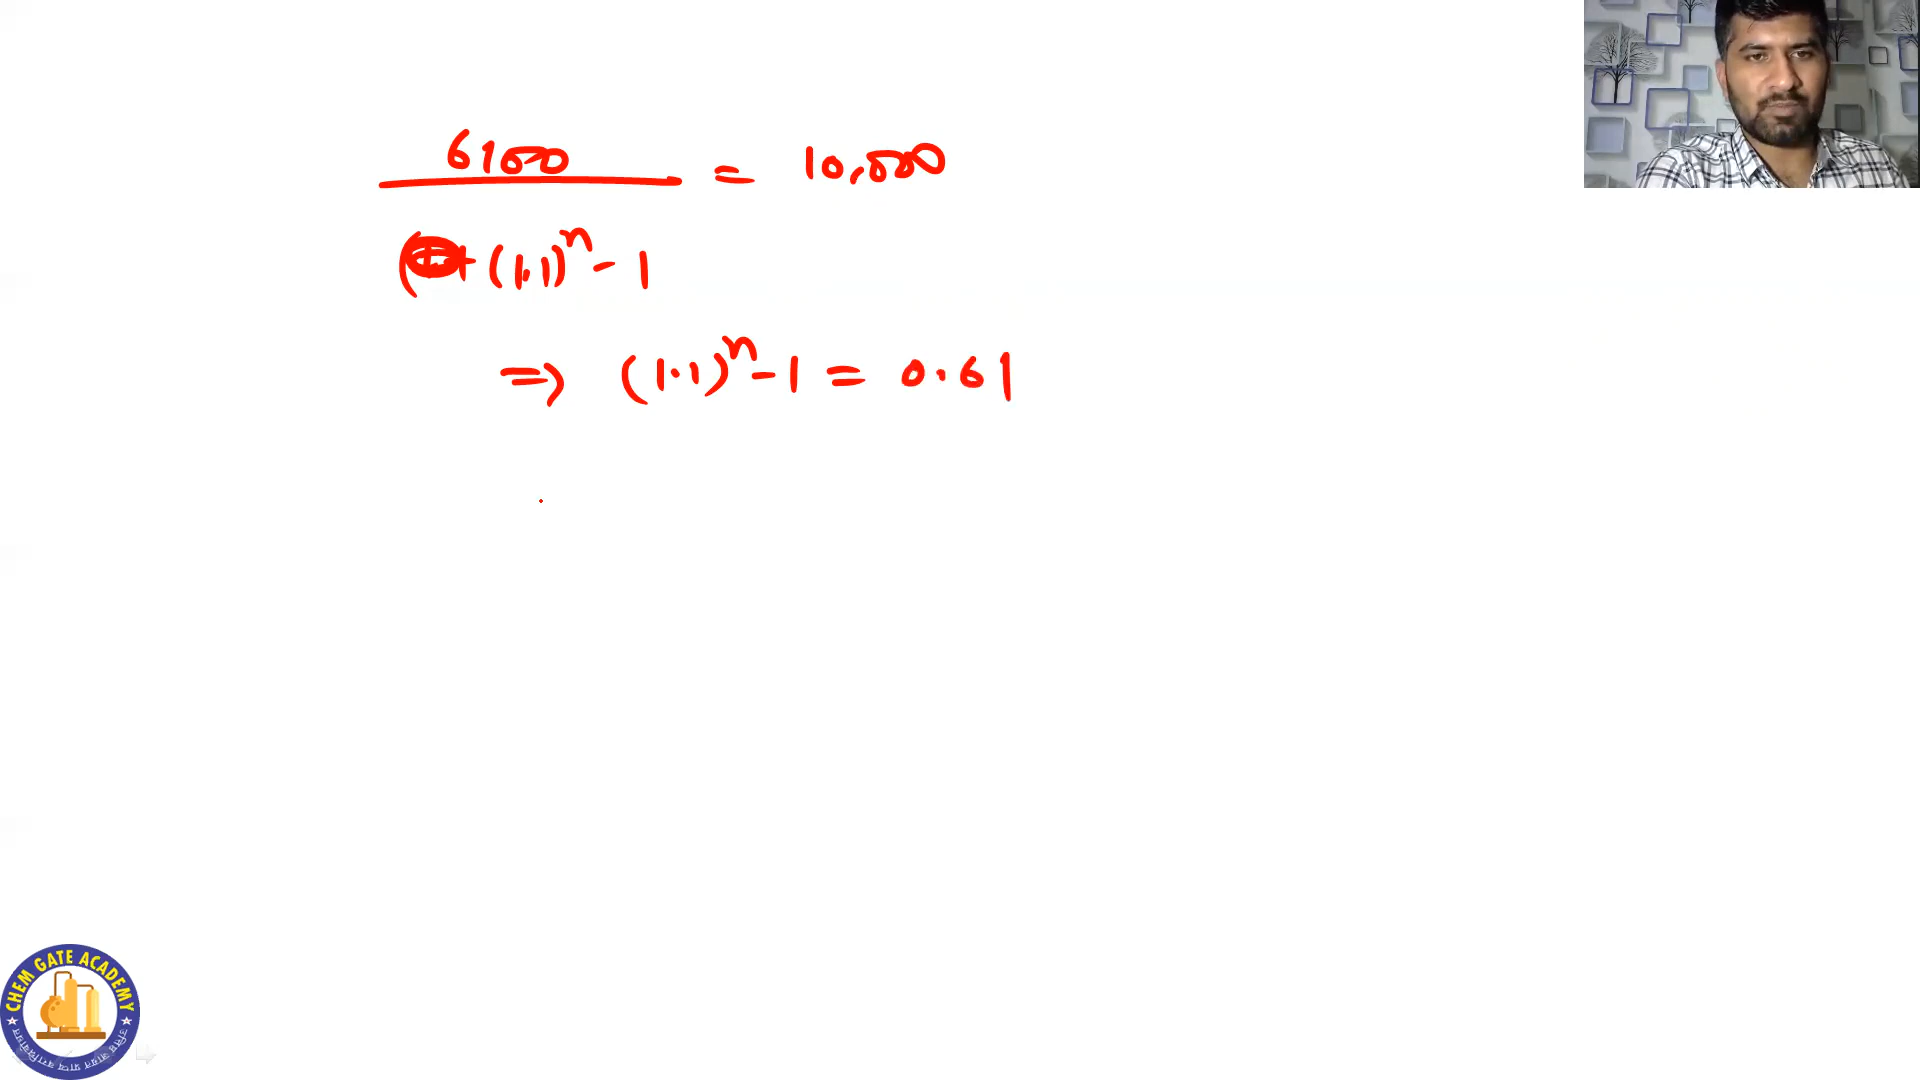 6100
——— = 10,000
(1.1)^n - 1
⇒ (1.1)^n - 1 = 0.61
CHEM GATE ACADEMY